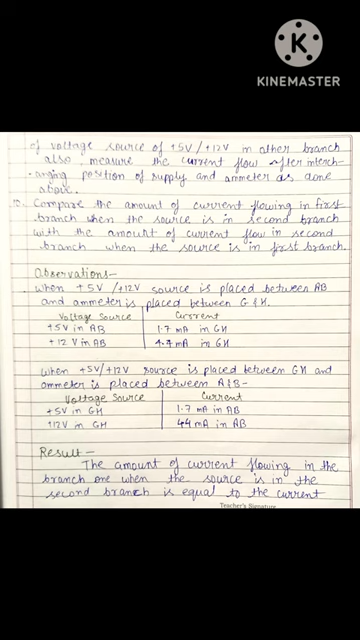 K
KINEMASTER
of voltage source of +5V/+12V in other branch
also measure the current flow after interch-
-anging position of supply and ammeter as done
above.
10. Compare the amount of current flowing in first
branch when the source is in second branch
with the amount of current flow in second
branch when the source is in first branch.
Observations-
When +5V/+12V source is placed between AB
and ammeter is placed between G & H.
Voltage Source Current
+5V in AB 1.7 mA in GH
+12V in AB 4.4 mA in GH
When +5V/+12V source is placed between GH and
ammeter is placed between A & B-
Voltage Source Current
+5V in GH 1.7 mA in AB
+12V in GH 44 mA in AB
Result-
The amount of current flowing in the
branch one when the source is in the
second branch is equal to the current
Teacher's Signature